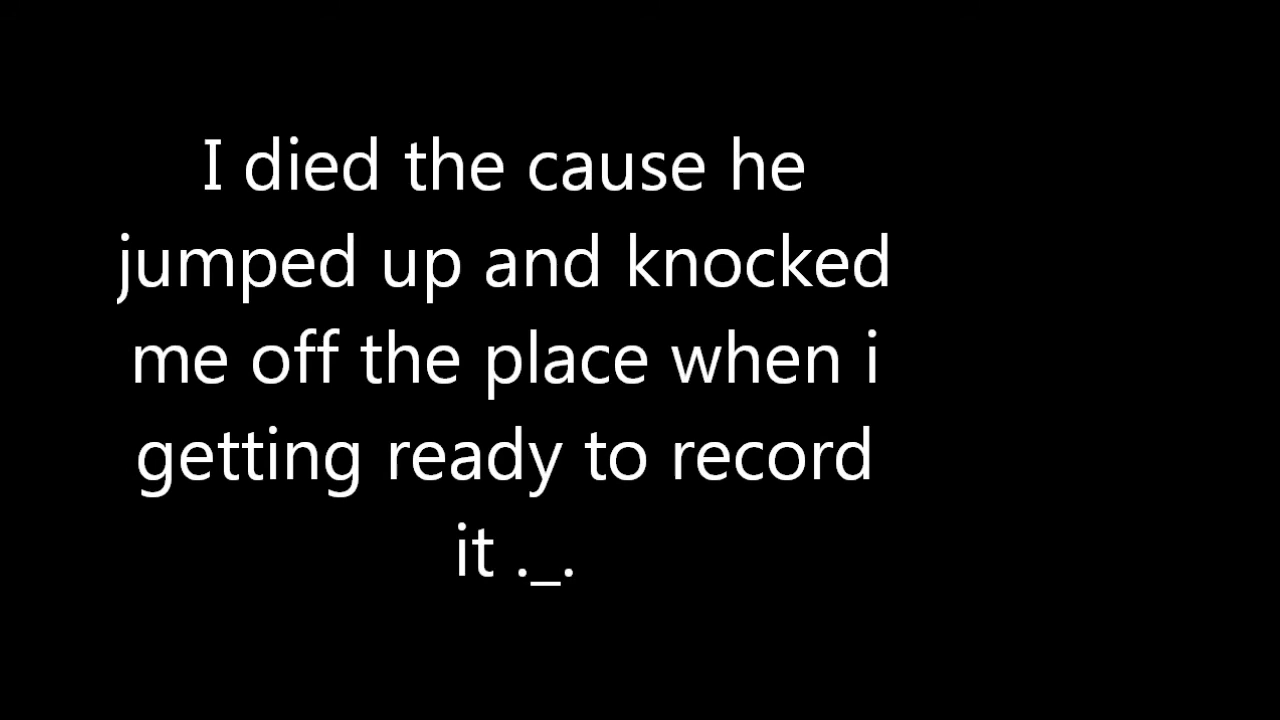 I died the cause he
jumped up and knocked
me off the place when i
getting ready to record
it ._.